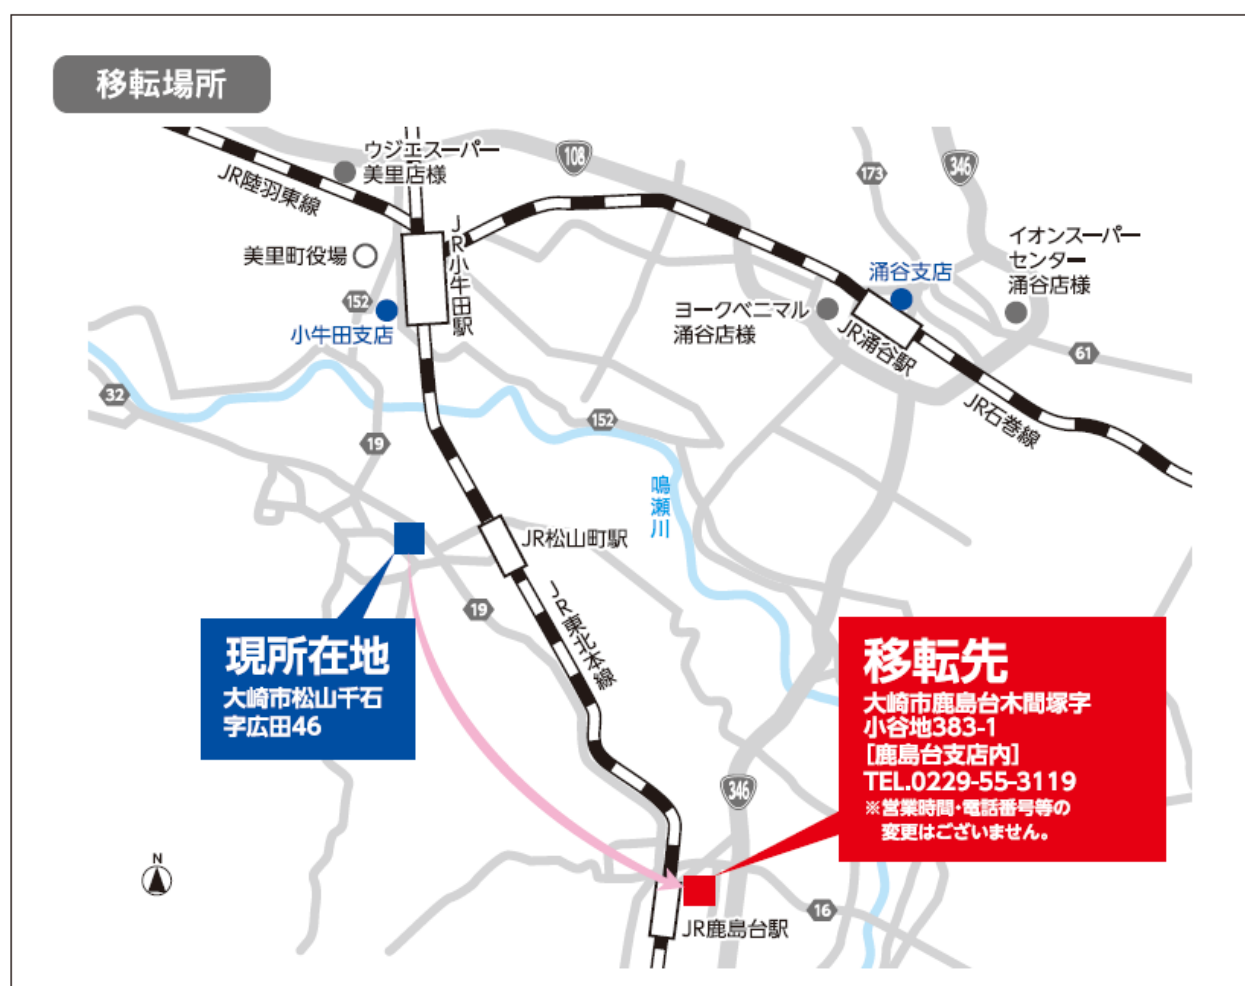 移転場所
ウジエスーパー
美里店様
108
346
173
JR陸羽東線
JR小牛田駅
美里町役場
152
小牛田支店
イオンスーパー
センター
涌谷店様
涌谷支店
ヨークベニマル
涌谷店様
JR涌谷駅
61
JR石巻線
32
19
152
鳴瀬川
JR松山町駅
19
JR東北本線
現所在地
大崎市松山千石
字広田46
移転先
大崎市鹿島台木間塚字
小谷地383-1
[鹿島台支店内]
TEL.0229-55-3119
※営業時間・電話番号等の
変更はございません。
346
N
16
JR鹿島台駅